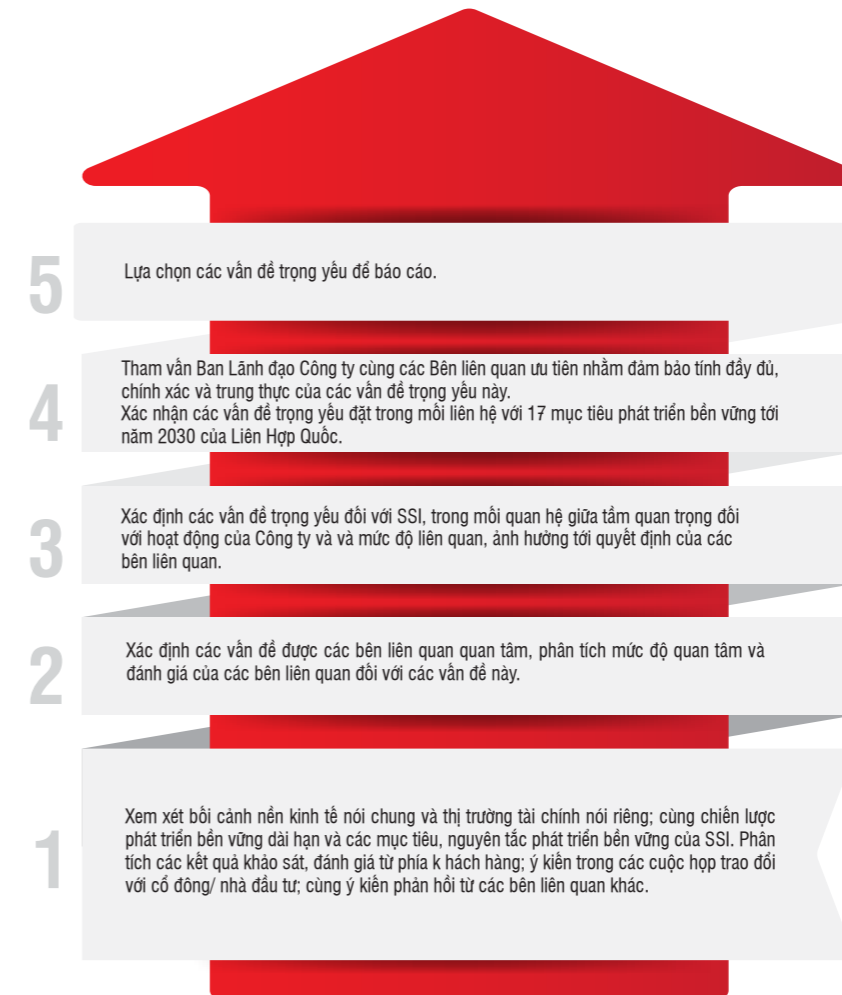 5
Lựa chọn các vấn đề trọng yếu để báo cáo.
4
Tham vấn Ban Lãnh đạo Công ty cùng các Bên liên quan ưu tiên nhằm đảm bảo tính đầy đủ,
chính xác và trung thực của các vấn đề trọng yếu này.
Xác nhận các vấn đề trọng yếu đặt trong mối liên hệ với 17 mục tiêu phát triển bền vững tới
năm 2030 của Liên Hợp Quốc.
3
Xác định các vấn đề trọng yếu đối với SSI, trong mối quan hệ giữa tầm quan trọng đối
với hoạt động của Công ty và và mức độ liên quan, ảnh hưởng tới quyết định của các
bên liên quan.
2
Xác định các vấn đề được các bên liên quan quan tâm, phân tích mức độ quan tâm và
đánh giá của các bên liên quan đối với các vấn đề này.
1
Xem xét bối cảnh nền kinh tế nói chung và thị trường tài chính nói riêng; cùng chiến lược
phát triển bền vững dài hạn và các mục tiêu, nguyên tắc phát triển bền vững của SSI. Phân
tích các kết quả khảo sát, đánh giá từ phía k hách hàng; ý kiến trong các cuộc họp trao đổi
với cổ đông/ nhà đầu tư; cùng ý kiến phản hồi từ các bên liên quan khác.